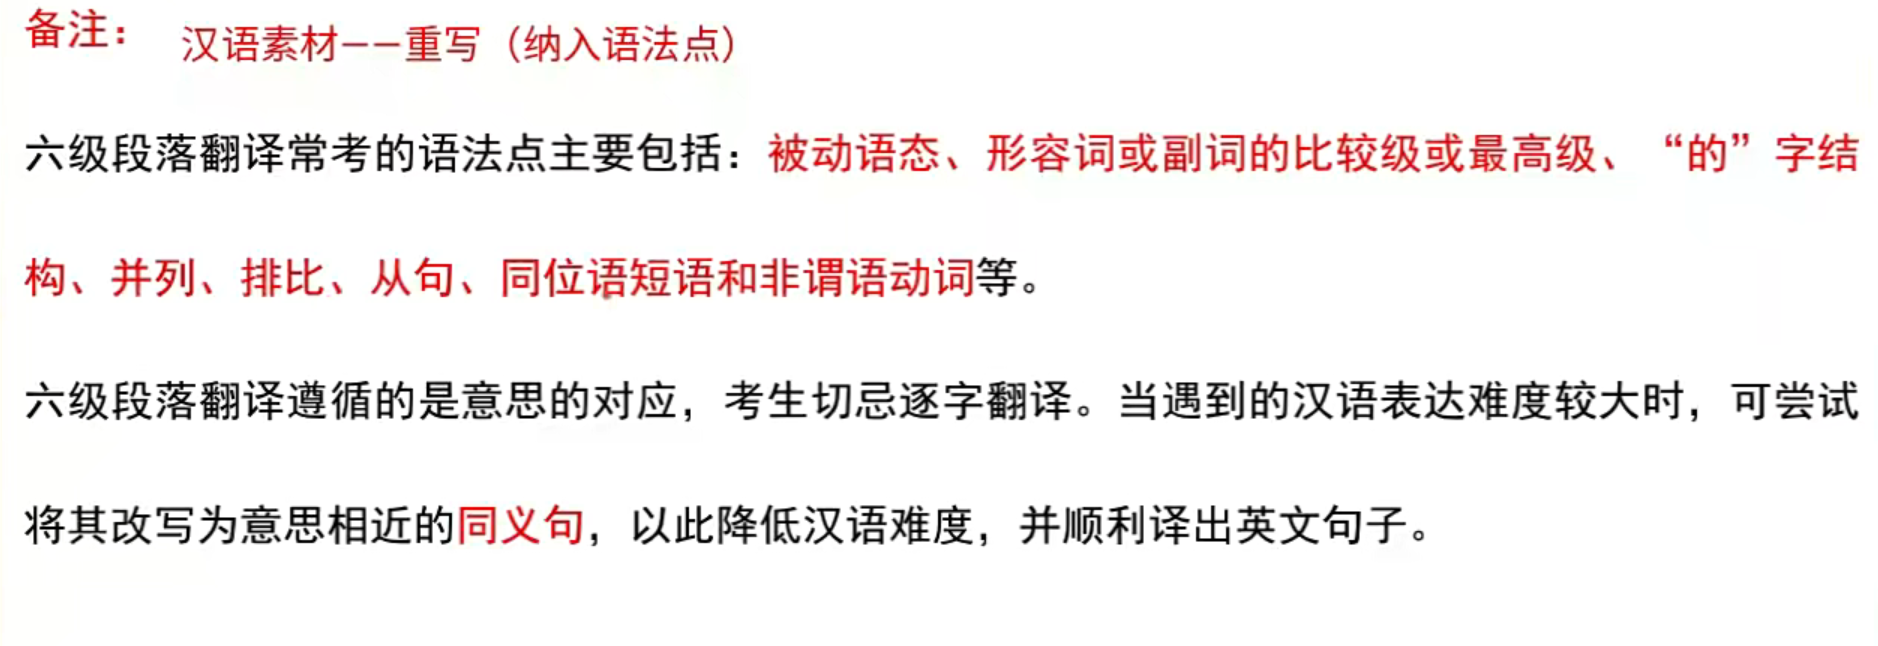 备注： 汉语素材——重写（纳入语法点）
六级段落翻译常考的语法点主要包括：被动语态、形容词或副词的比较级或最高级、“的”字结
构、并列、排比、从句、同位语短语和非谓语动词等。
六级段落翻译遵循的是意思的对应，考生切忌逐字翻译。当遇到的汉语表达难度较大时，可尝试
将其改写为意思相近的同义句，以此降低汉语难度，并顺利译出英文句子。